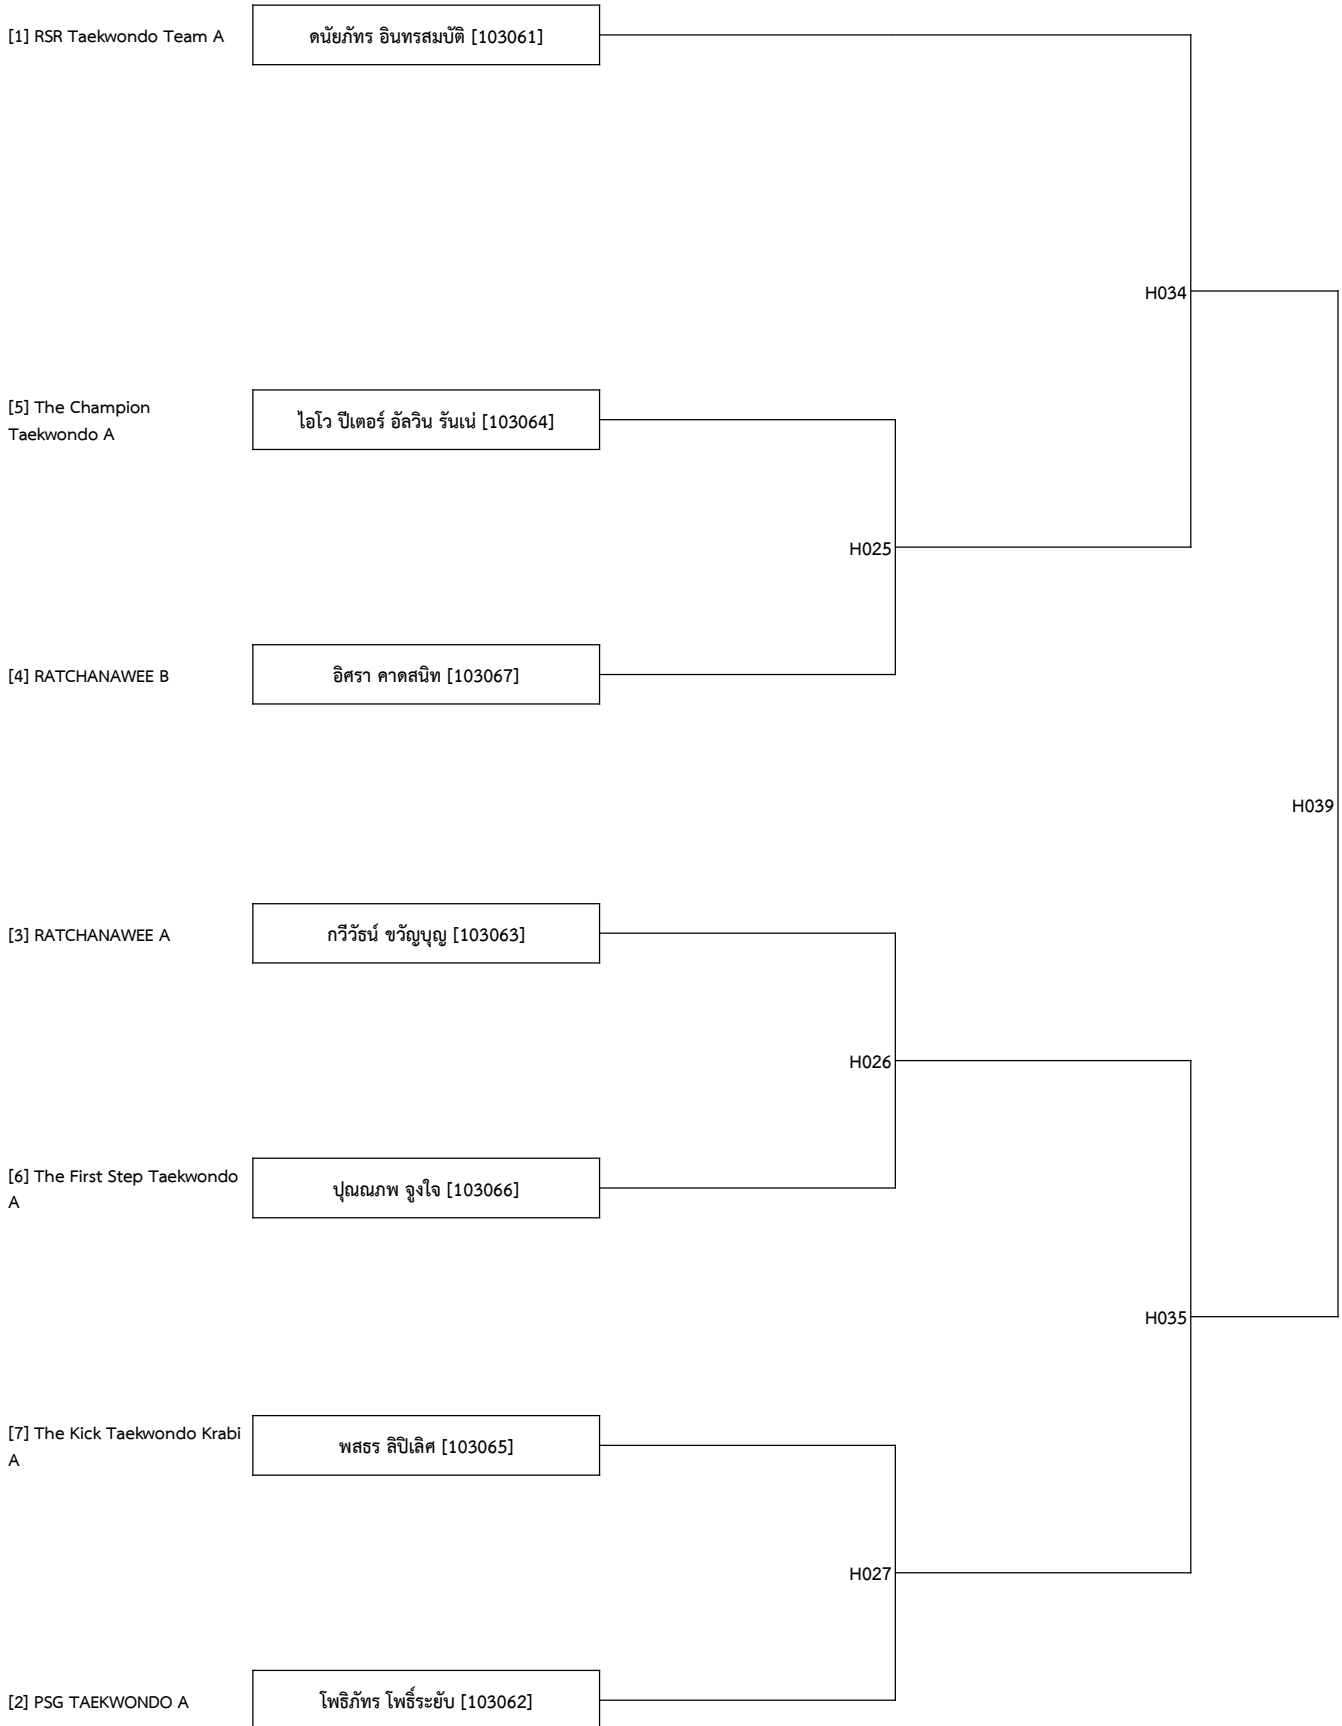 [1] RSR Taekwondo Team A
ดนัยภัทร อินทรสมบัติ [103061]
H034
[5] The Champion
Taekwondo A
ไอโว ปีเตอร์ อัลวิน รันเน่ [103064]
H025
[4] RATCHANAWEE B
อิศรา คาดสนิท [103067]
H039
[3] RATCHANAWEE A
กวีวัธน์ ขวัญบุญ [103063]
H026
[6] The First Step Taekwondo
A
ปุณณภพ จูงใจ [103066]
H035
[7] The Kick Taekwondo Krabi
A
พสธร ลิปิเลิศ [103065]
H027
[2] PSG TAEKWONDO A
โพธิภัทร โพธิ์ระยับ [103062]